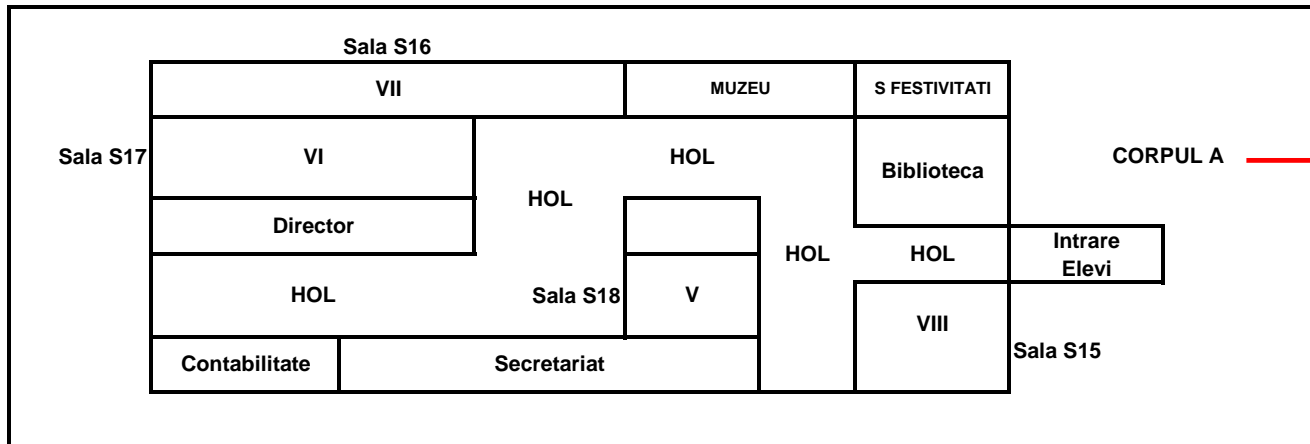 Sala S16
VII
MUZEU
S FESTIVITATI
Sala S17
VI
HOL
Biblioteca
CORPUL A
HOL
Director
HOL
HOL
Intrare
Elevi
HOL
Sala S18
V
VIII
Sala S15
Contabilitate
Secretariat